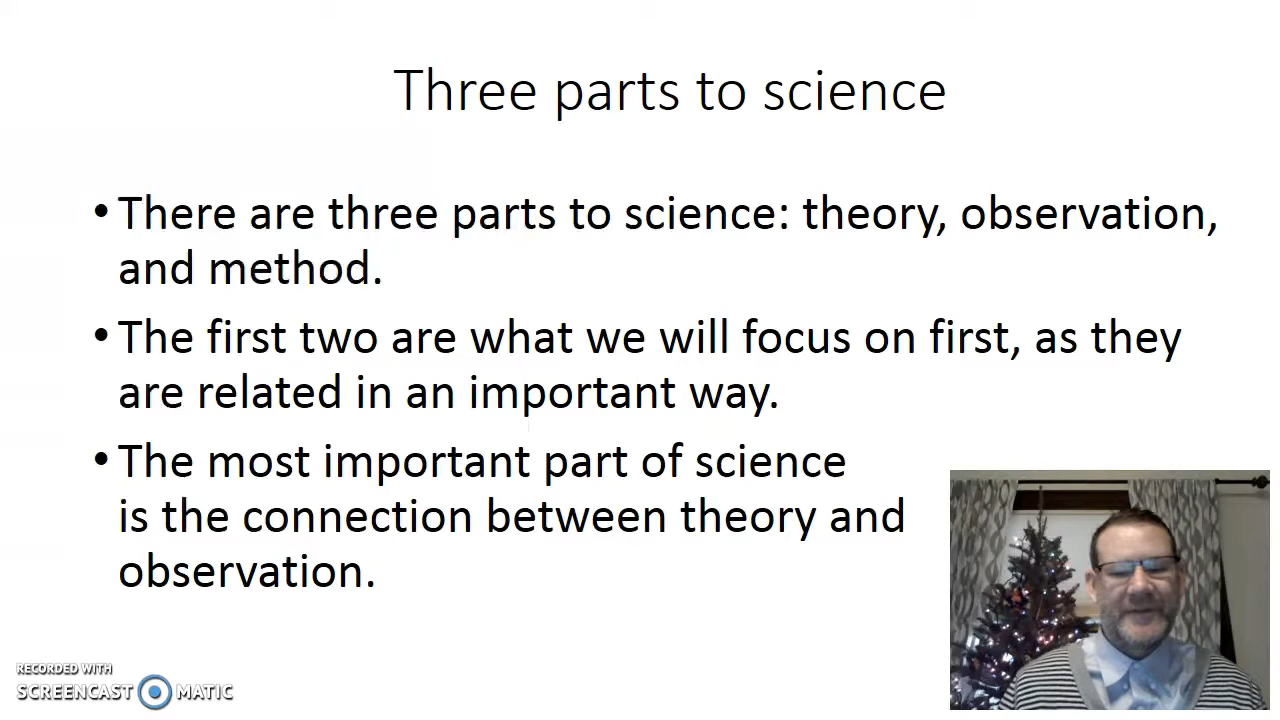 Three parts to science
• There are three parts to science: theory, observation,
and method.
• The first two are what we will focus on first, as they
are related in an important way.
• The most important part of science
is the connection between theory and
observation.
RECORDED WITH
SCREENCAST MATIC